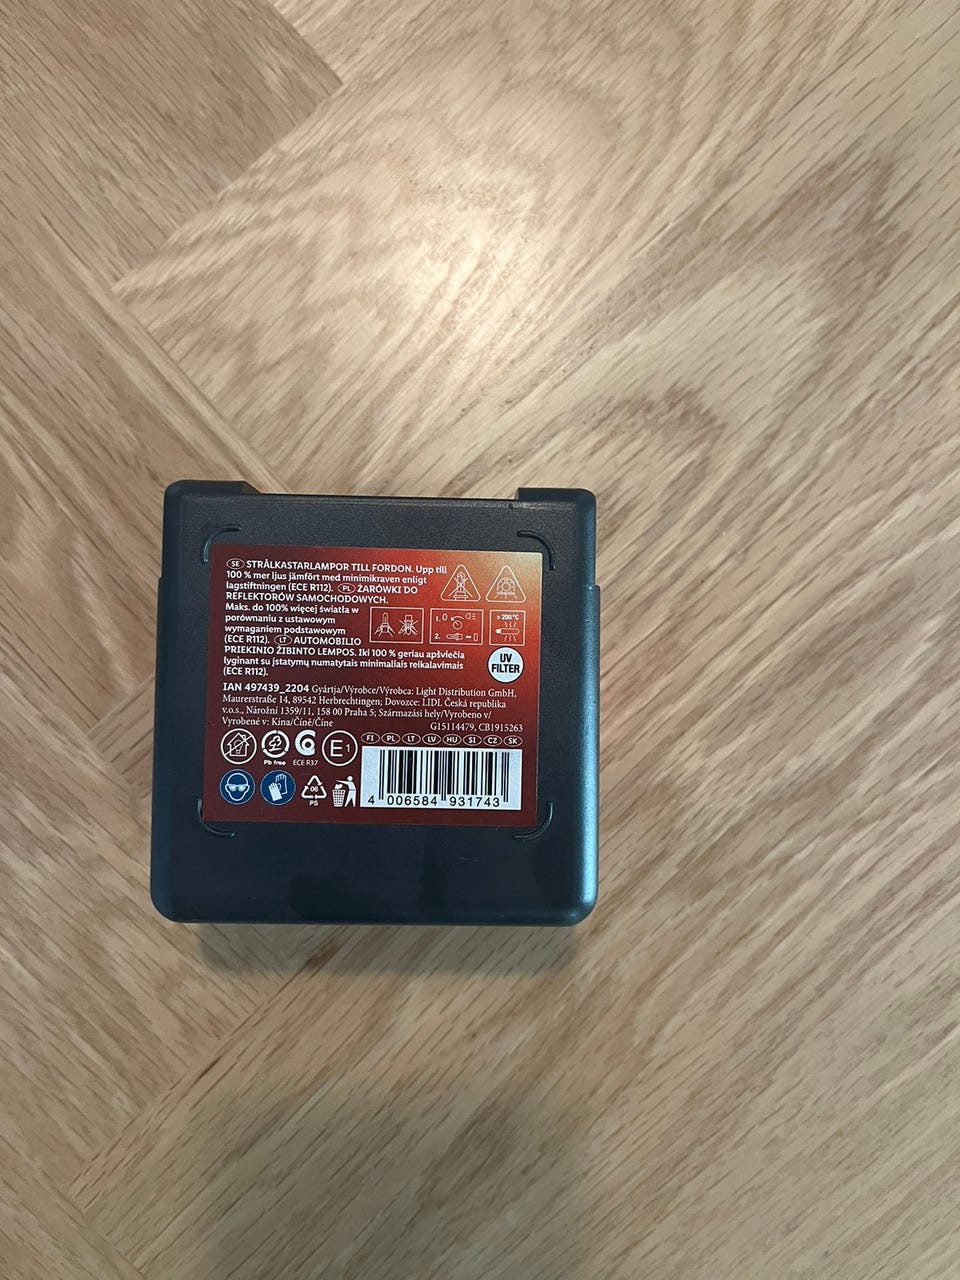 SE STRÅLKASTARLAMPOR TILL FORDON. Upp till
100 % mer ljus jämfört med minimikraven enligt
lagstiftningen (ECE R112). PL ŻARÓWKI DO
REFLEKTORÓW SAMOCHODOWYCH.
Maks. do 100% więcej światła w
porównaniu z ustawowym
wymaganiem podstawowym
(ECE R112). LT AUTOMOBILIO
PRIEKINIO ŽIBINTO LEMPOS. Iki 100 % geriau apšviečia
lyginant su įstatymų numatytais minimaliais reikalavimais
(ECE R112).
1. 0
2.
>200°C
UV
FILTER
IAN 497439_2204 Gyártja/Výrobce/Výrobca: Light Distribution GmbH,
Maurerstraße 14, 89542 Herbrechtingen; Dovozce: LIDL Česká republika
v.o.s., Nárožní 1359/11, 158 00 Praha 5; Származási hely/Vyrobeno v/
Vyrobené v: Kína/Číně/Číne
G15114479, CB1915263
FI PL LT LV HU SI CZ SK
Pb free
ECE R37
E1
06
PS
4 006584 931743